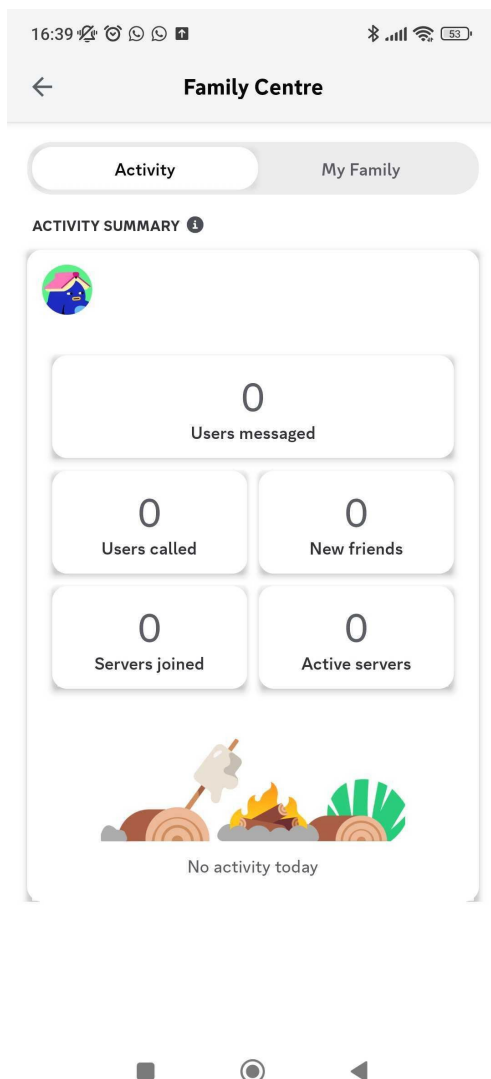 16:39 53
Family Centre
Activity My Family
ACTIVITY SUMMARY
0
Users messaged
0 0
Users called New friends
0 0
Servers joined Active servers
No activity today